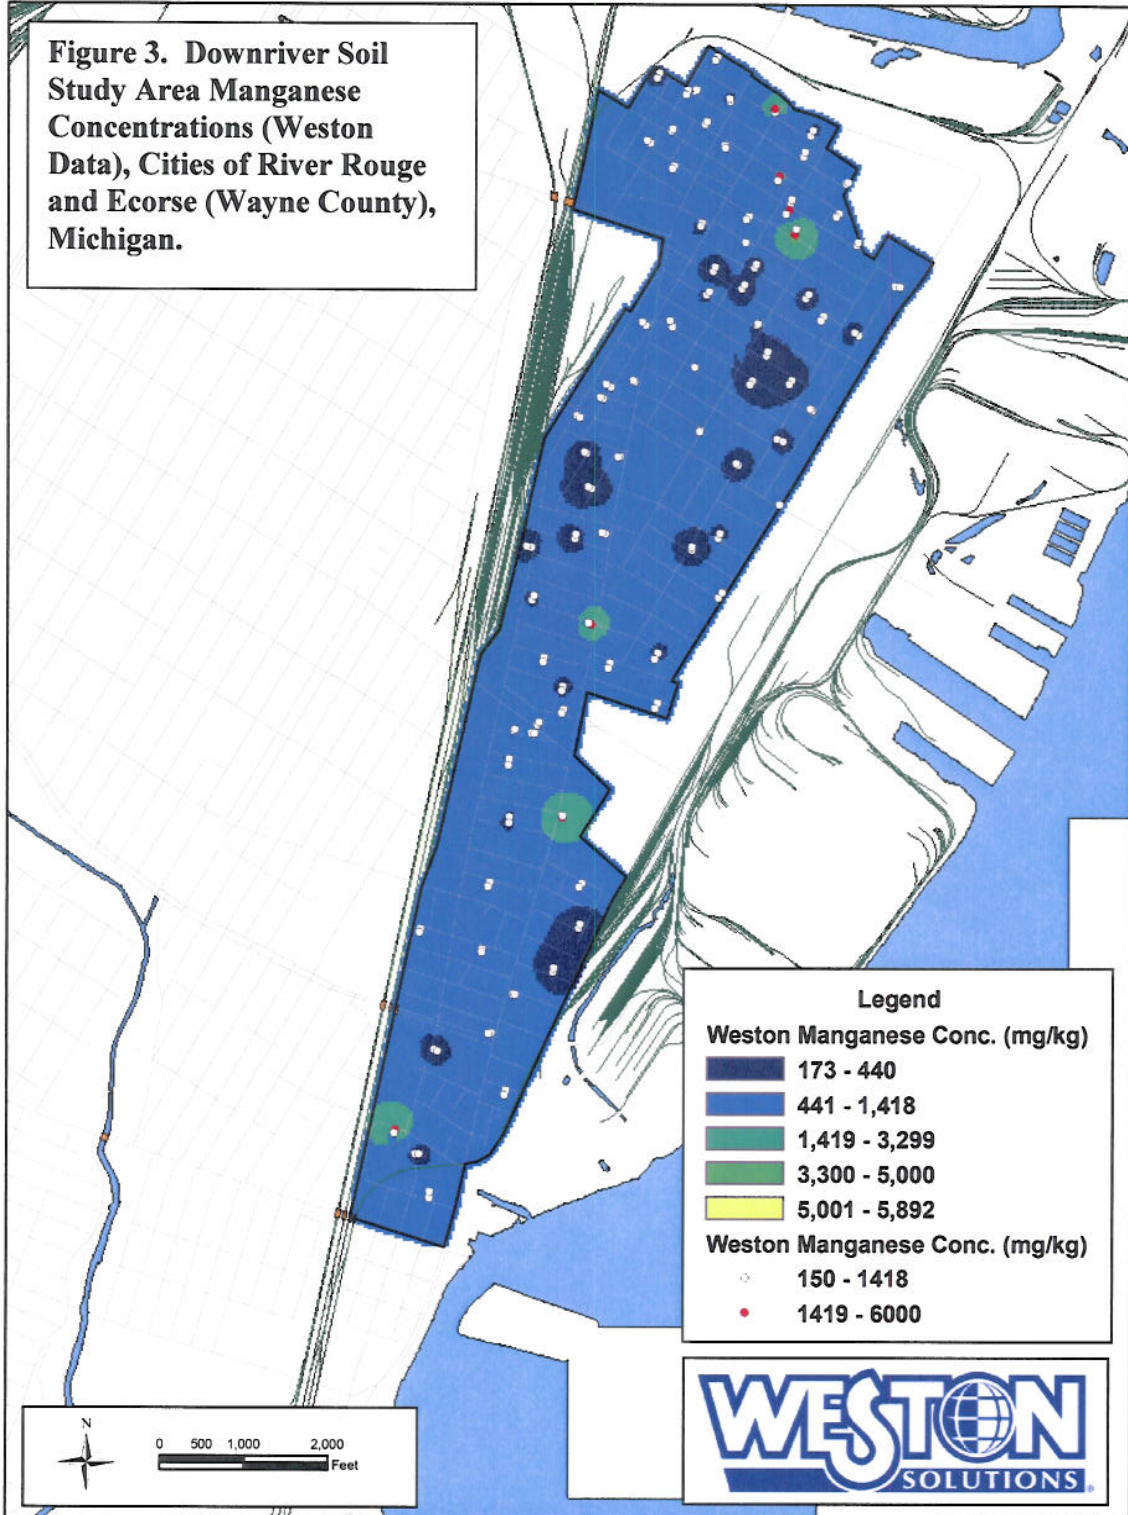 Figure 3.  Downriver Soil
Study Area Manganese
Concentrations (Weston
Data), Cities of River Rouge
and Ecorse (Wayne County),
Michigan.
Legend
Weston Manganese Conc. (mg/kg)
173 - 440
441 - 1,418
1,419 - 3,299
3,300 - 5,000
5,001 - 5,892
Weston Manganese Conc. (mg/kg)
150 - 1418
1419 - 6000
N
0 500 1,000 2,000
Feet
WESTON
SOLUTIONS®